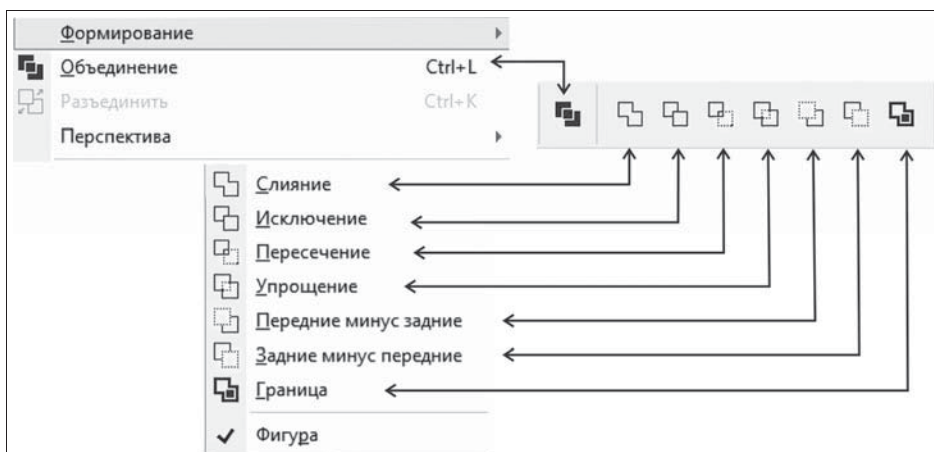 Формирование
Объединение Ctrl+L
Разъединить Ctrl+K
Перспектива
Слияние
Исключение
Пересечение
Упрощение
Передние минус задние
Задние минус передние
Граница
Фигура